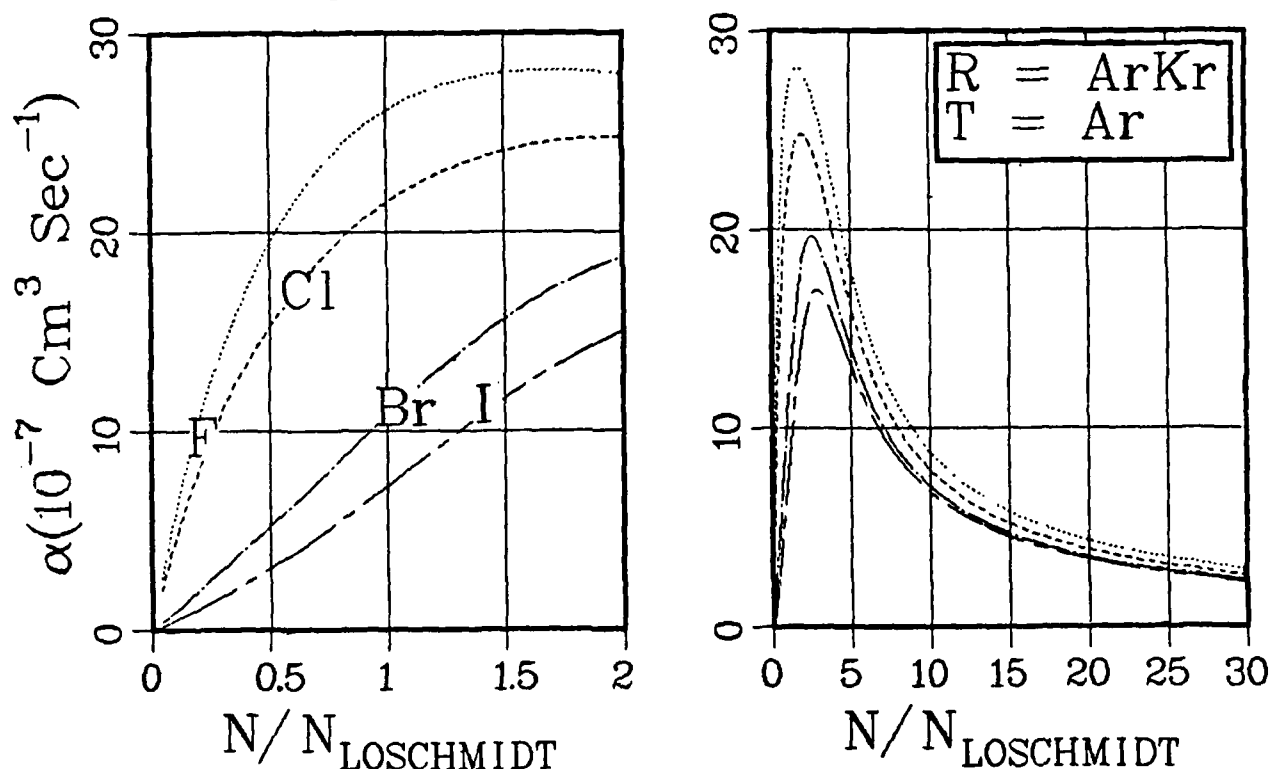 α(10⁻⁷ Cm³ Sec⁻¹)
30
20
10
0
F
Cl
Br
I
0 0.5 1 1.5 2
N/N_LOSCHMIDT
R = ArKr
T = Ar
30
20
10
0
0 5 10 15 20 25 30
N/N_LOSCHMIDT